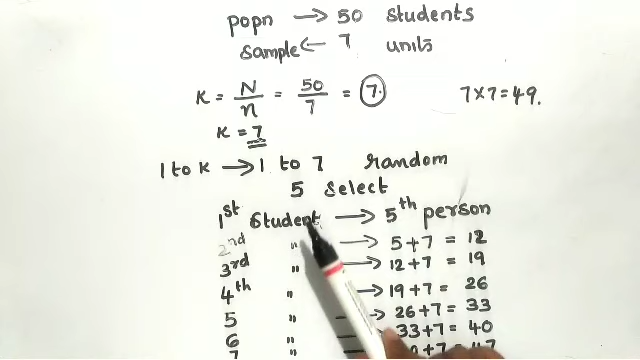 popn → 50 students
sample ← 7 units
K = N/n = 50/7 = 7. 7×7=49.
K = 7
1 to K → 1 to 7 random
5 select
1st Student → 5th person
2nd " → 5+7 = 12
3rd " → 12+7 = 19
4th " → 19+7 = 26
5 " → 26+7 = 33
6 " 33+7 = 40
7 " +7 = 47